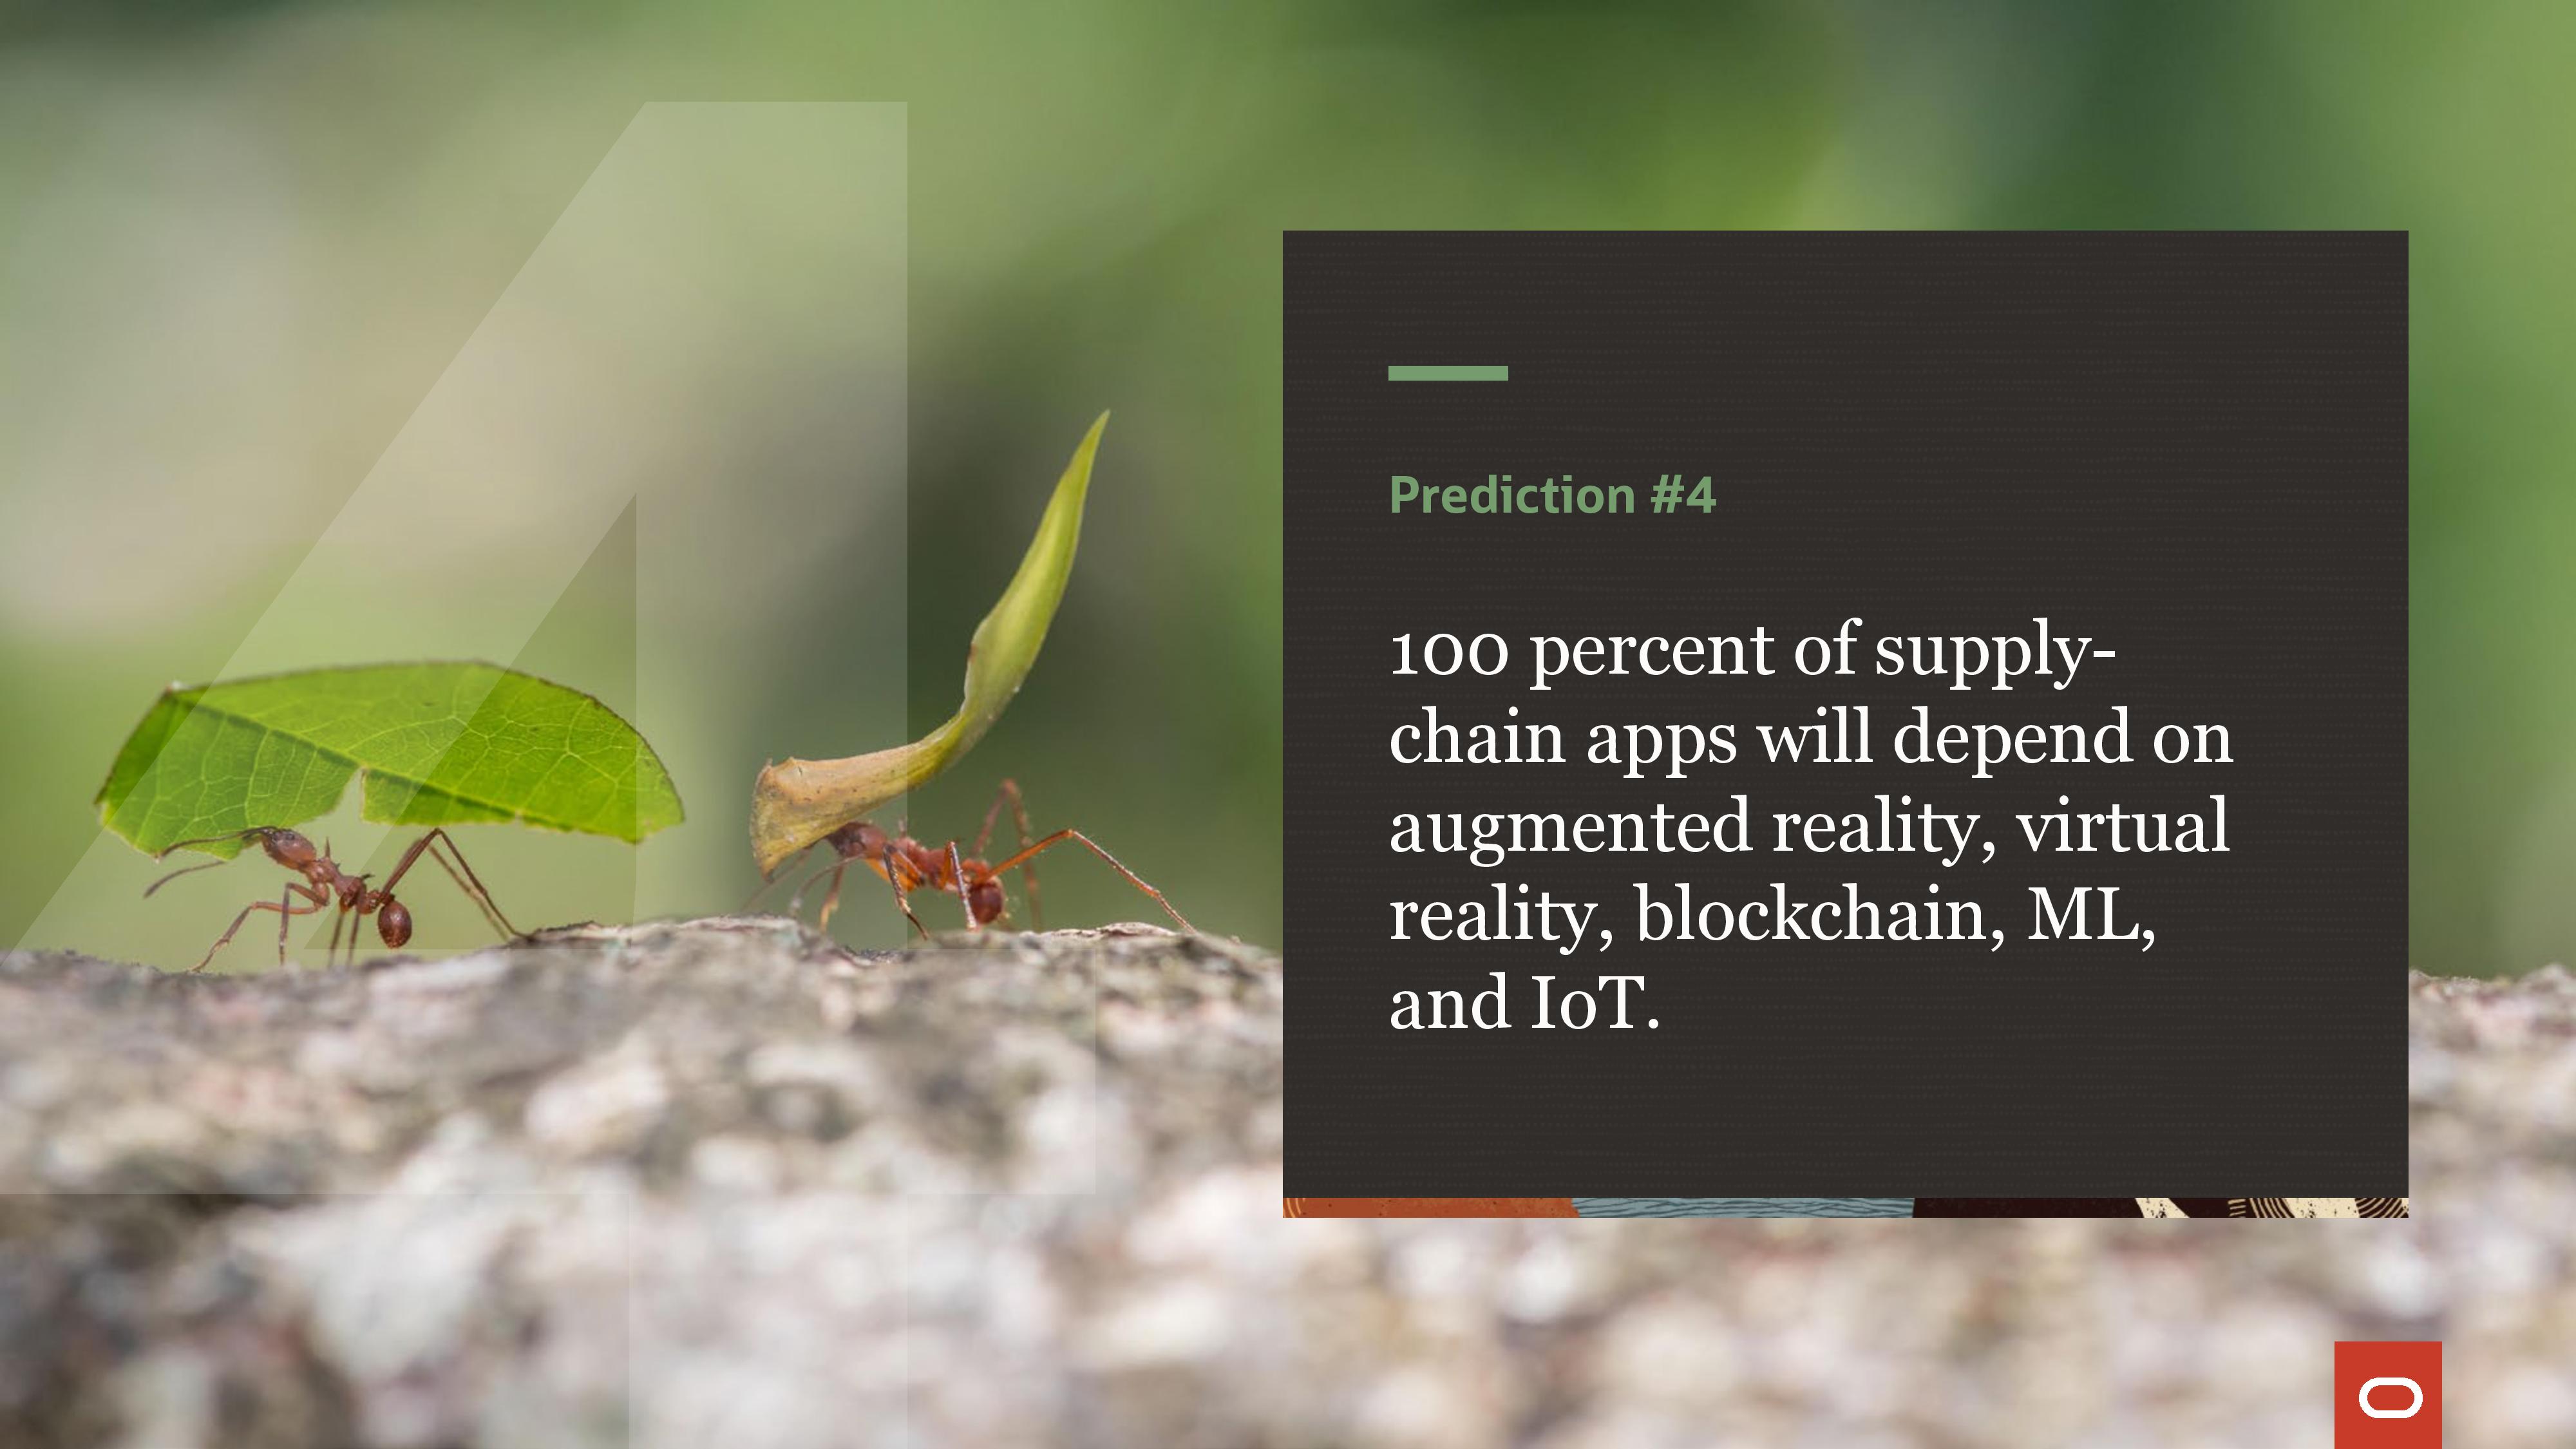 4
Prediction #4
100 percent of supply-
chain apps will depend on
augmented reality, virtual
reality, blockchain, ML,
and IoT.